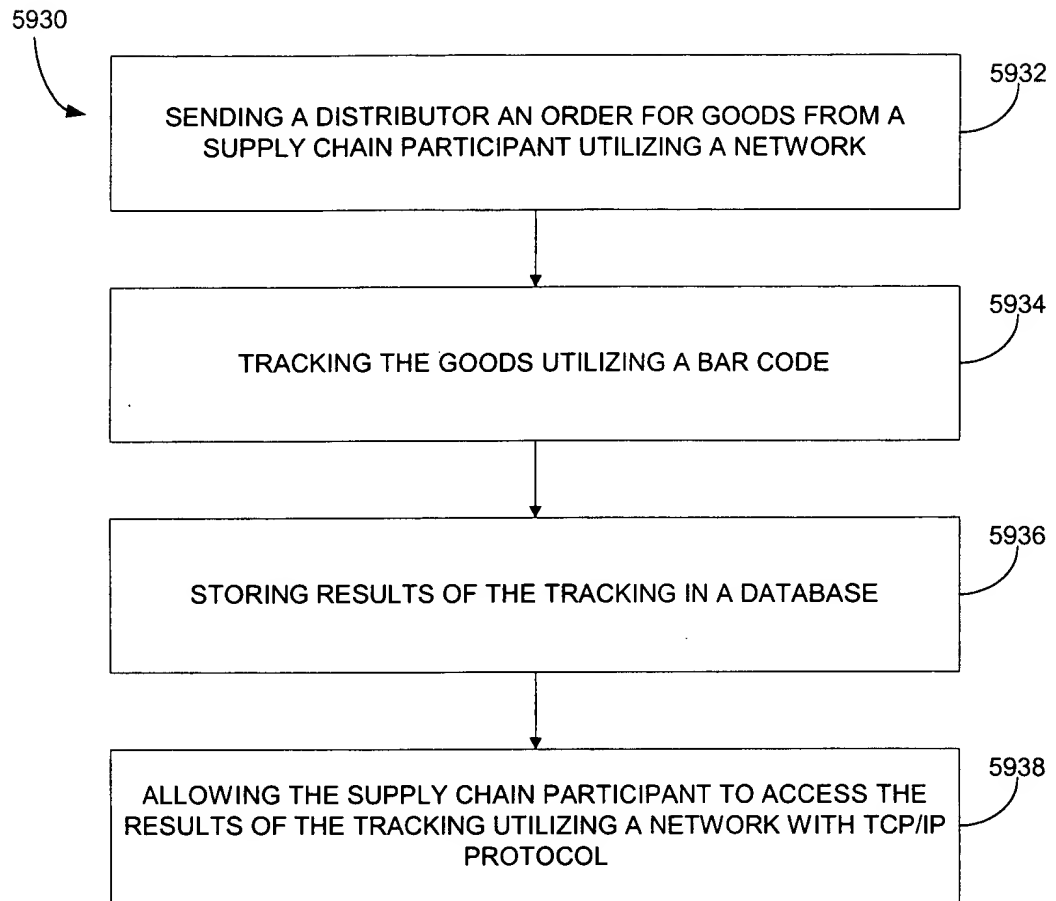 5930
5932
SENDING A DISTRIBUTOR AN ORDER FOR GOODS FROM A
SUPPLY CHAIN PARTICIPANT UTILIZING A NETWORK
5934
TRACKING THE GOODS UTILIZING A BAR CODE
5936
STORING RESULTS OF THE TRACKING IN A DATABASE
5938
ALLOWING THE SUPPLY CHAIN PARTICIPANT TO ACCESS THE
RESULTS OF THE TRACKING UTILIZING A NETWORK WITH TCP/IP
PROTOCOL